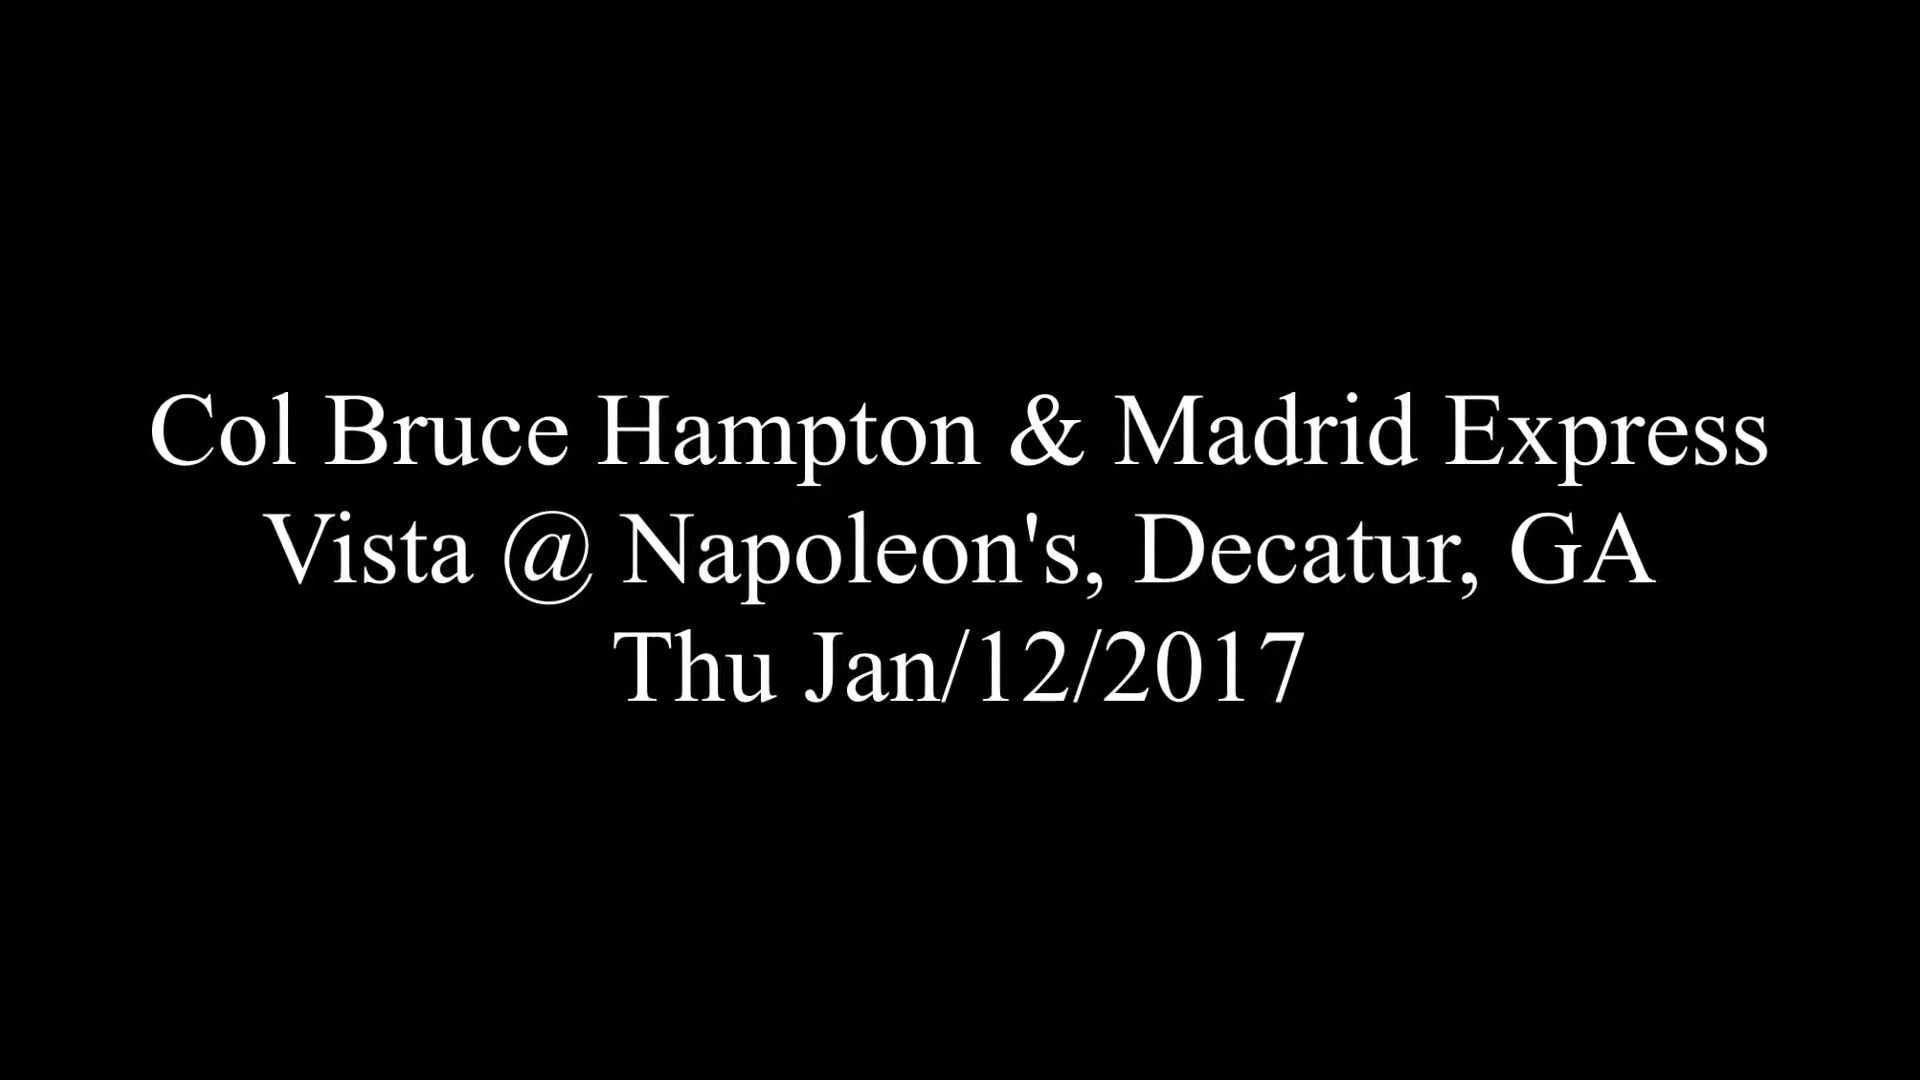 Col Bruce Hampton & Madrid Express
Vista @ Napoleon's, Decatur, GA
Thu Jan/12/2017